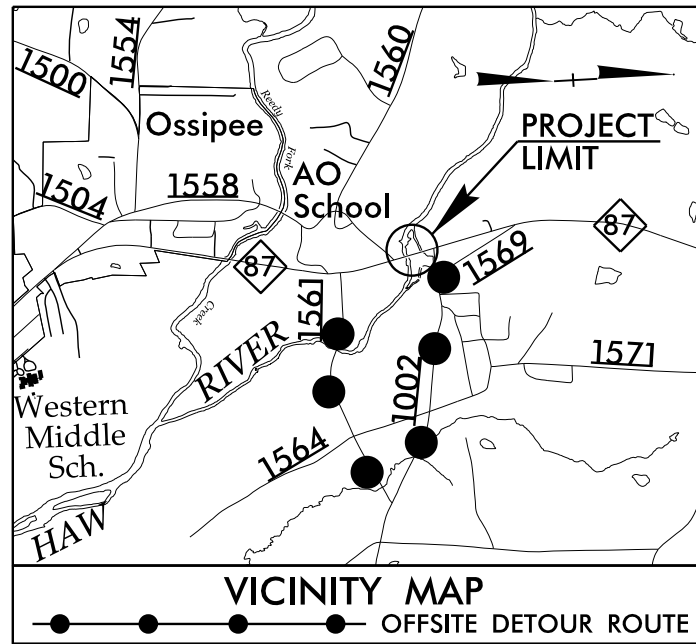 1500
1554
1560
Ossipee
Reedy
Fork
PROJECT
LIMIT
1504
1558
AO
School
87
87
1569
Creek
1561
RIVER
1571
1002
Western
Middle
Sch.
1564
HAW
VICINITY MAP
OFFSITE DETOUR ROUTE